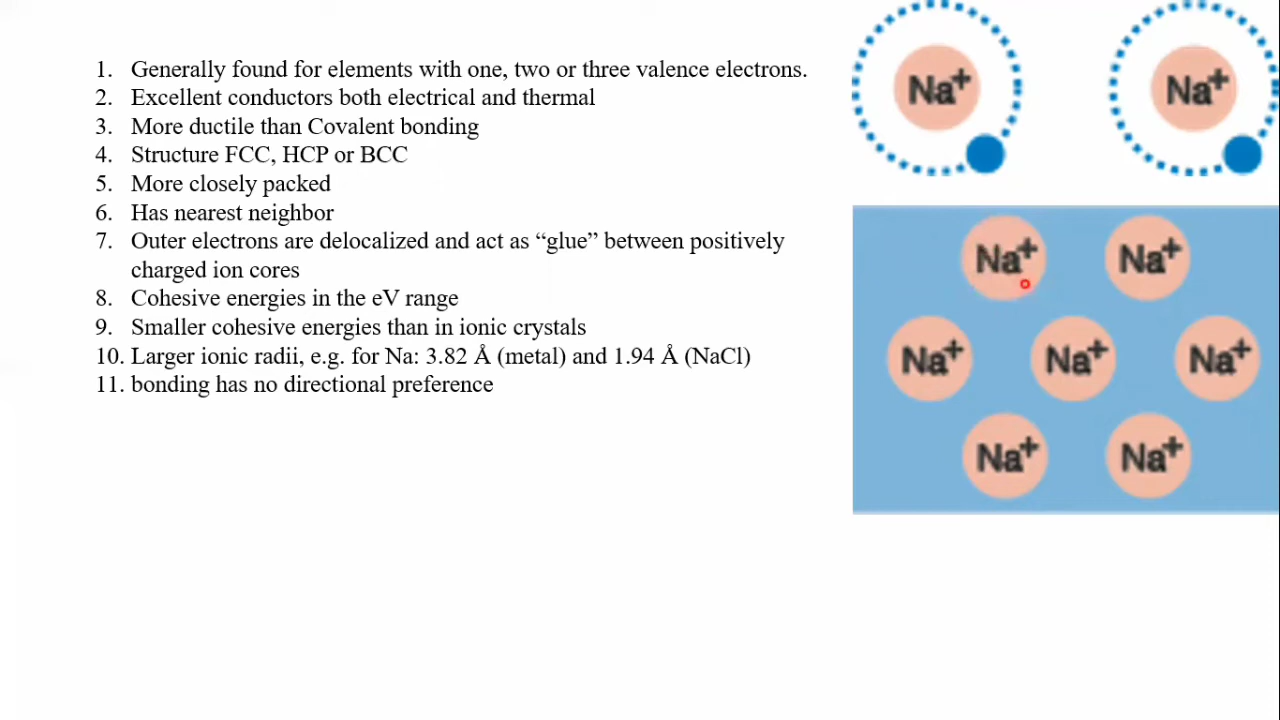 1. Generally found for elements with one, two or three valence electrons.
2. Excellent conductors both electrical and thermal
3. More ductile than Covalent bonding
4. Structure FCC, HCP or BCC
5. More closely packed
6. Has nearest neighbor
7. Outer electrons are delocalized and act as “glue” between positively
charged ion cores
8. Cohesive energies in the eV range
9. Smaller cohesive energies than in ionic crystals
10. Larger ionic radii, e.g. for Na: 3.82 Å (metal) and 1.94 Å (NaCl)
11. bonding has no directional preference
Na⁺ Na⁺
Na⁺ Na⁺
Na⁺ Na⁺ Na⁺
Na⁺ Na⁺